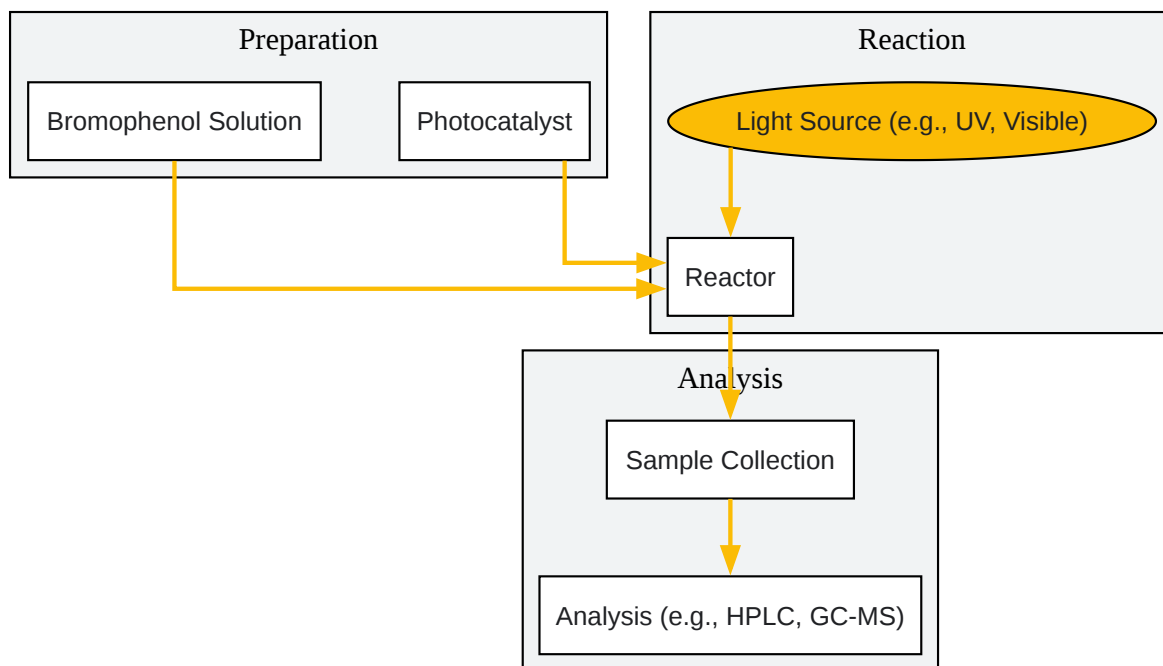 Preparation
Reaction
Bromophenol Solution
Photocatalyst
Light Source (e.g., UV, Visible)
Reactor
Analysis
Sample Collection
Analysis (e.g., HPLC, GC-MS)